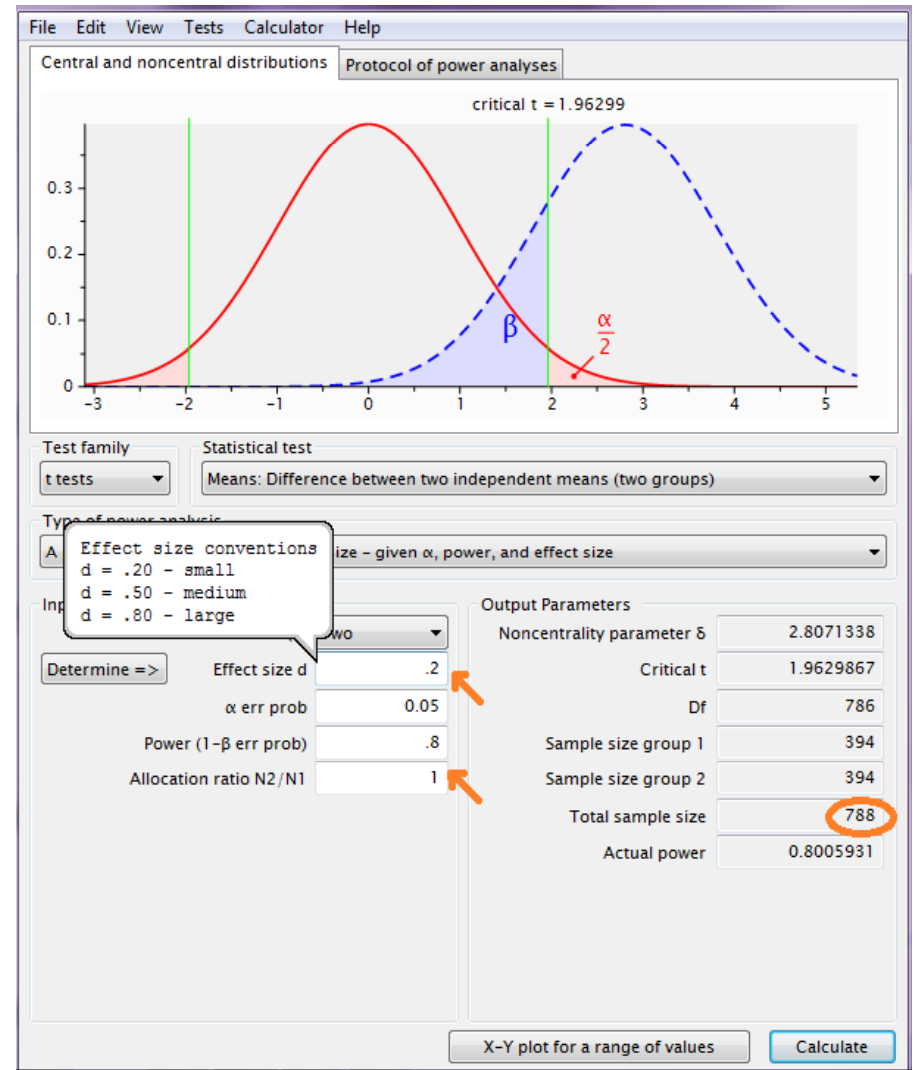 File Edit View Tests Calculator Help
Central and noncentral distributions Protocol of power analyses
critical t = 1.96299
0.3
0.2
0.1
0
β
α
2
-3 -2 -1 0 1 2 3 4 5
Test family Statistical test
t tests Means: Difference between two independent means (two groups)
Type of power analysis
A ize - given α, power, and effect size
Effect size conventions
d = .20 - small
d = .50 - medium
d = .80 - large
Inp Output Parameters
wo Noncentrality parameter δ 2.8071338
Determine => Effect size d .2 Critical t 1.9629867
α err prob 0.05 Df 786
Power (1-β err prob) .8 Sample size group 1 394
Allocation ratio N2/N1 1 Sample size group 2 394
Total sample size 788
Actual power 0.8005931
X-Y plot for a range of values Calculate